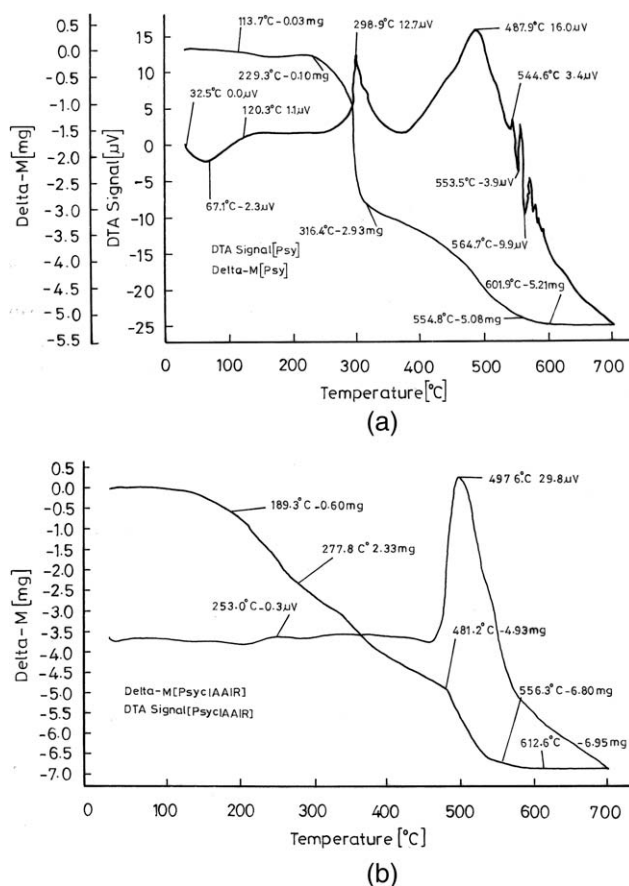 113.7°C-0.03mg
298.9°C 12.7μV
487.9°C 16.0μV
229.3°C-0.10mg
544.6°C 3.4μV
32.5°C 0.0μV
120.3°C 1.1μV
67.1°C-2.3μV
553.5°C-3.9μV
316.4°C-2.93mg
564.7°C-9.9μV
DTA Signal[Psy]
Delta-M[Psy]
601.9°C-5.21mg
554.8°C-5.08mg
Delta-M[mg]
0.5
0.0
-0.5
-1.0
-1.5
-2.0
-2.5
-3.0
-3.5
-4.0
-4.5
-5.0
-5.5
DTA Signal[μV]
15
10
5
0
-5
-10
-15
-20
-25
0 100 200 300 400 500 600 700
Temperature[°C]
(a)
497 6.°C 29.8μV
189.3°C-0.60mg
277.8 C° 2.33mg
253.0°C-0.3μV
481.2°C-4.93mg
Delta-M[PsyclAAlR]
DTA Signal[PsyclAAlR]
556.3°C-6.80mg
612.6°C -6.95mg
Delta-M[mg]
0.5
0.0
-0.5
-1.0
-1.5
-2.0
-2.5
-3.0
-3.5
-4.0
-4.5
-5.0
-5.5
-6.0
-6.5
-7.0
0 100 200 300 400 500 600 700
Temperature [°C]
(b)